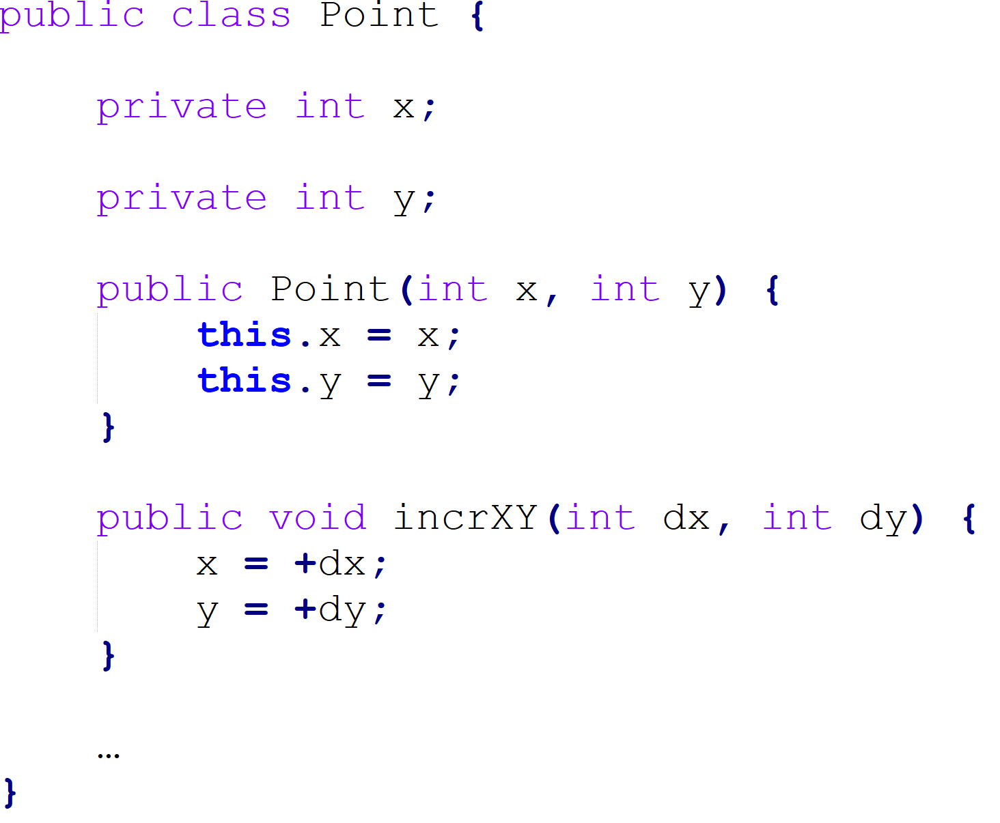 public class Point {
private int x;
private int y;
public Point(int x, int y) {
this.x = x;
this.y = y;
}
public void incrXY(int dx, int dy) {
x = +dx;
y = +dy;
}
…
}